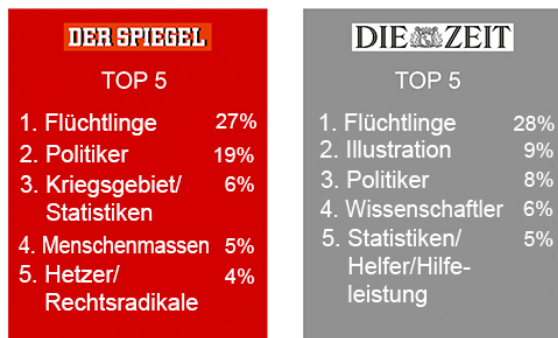 DER SPIEGEL
TOP 5
1. Flüchtlinge 27%
2. Politiker 19%
3. Kriegsgebiet/ 6%
Statistiken
4. Menschenmassen 5%
5. Hetzer/ 4%
Rechtsradikale
DIE ZEIT
TOP 5
1. Flüchtlinge 28%
2. Illustration 9%
3. Politiker 8%
4. Wissenschaftler 6%
5. Statistiken/ 5%
Helfer/Hilfe-
leistung